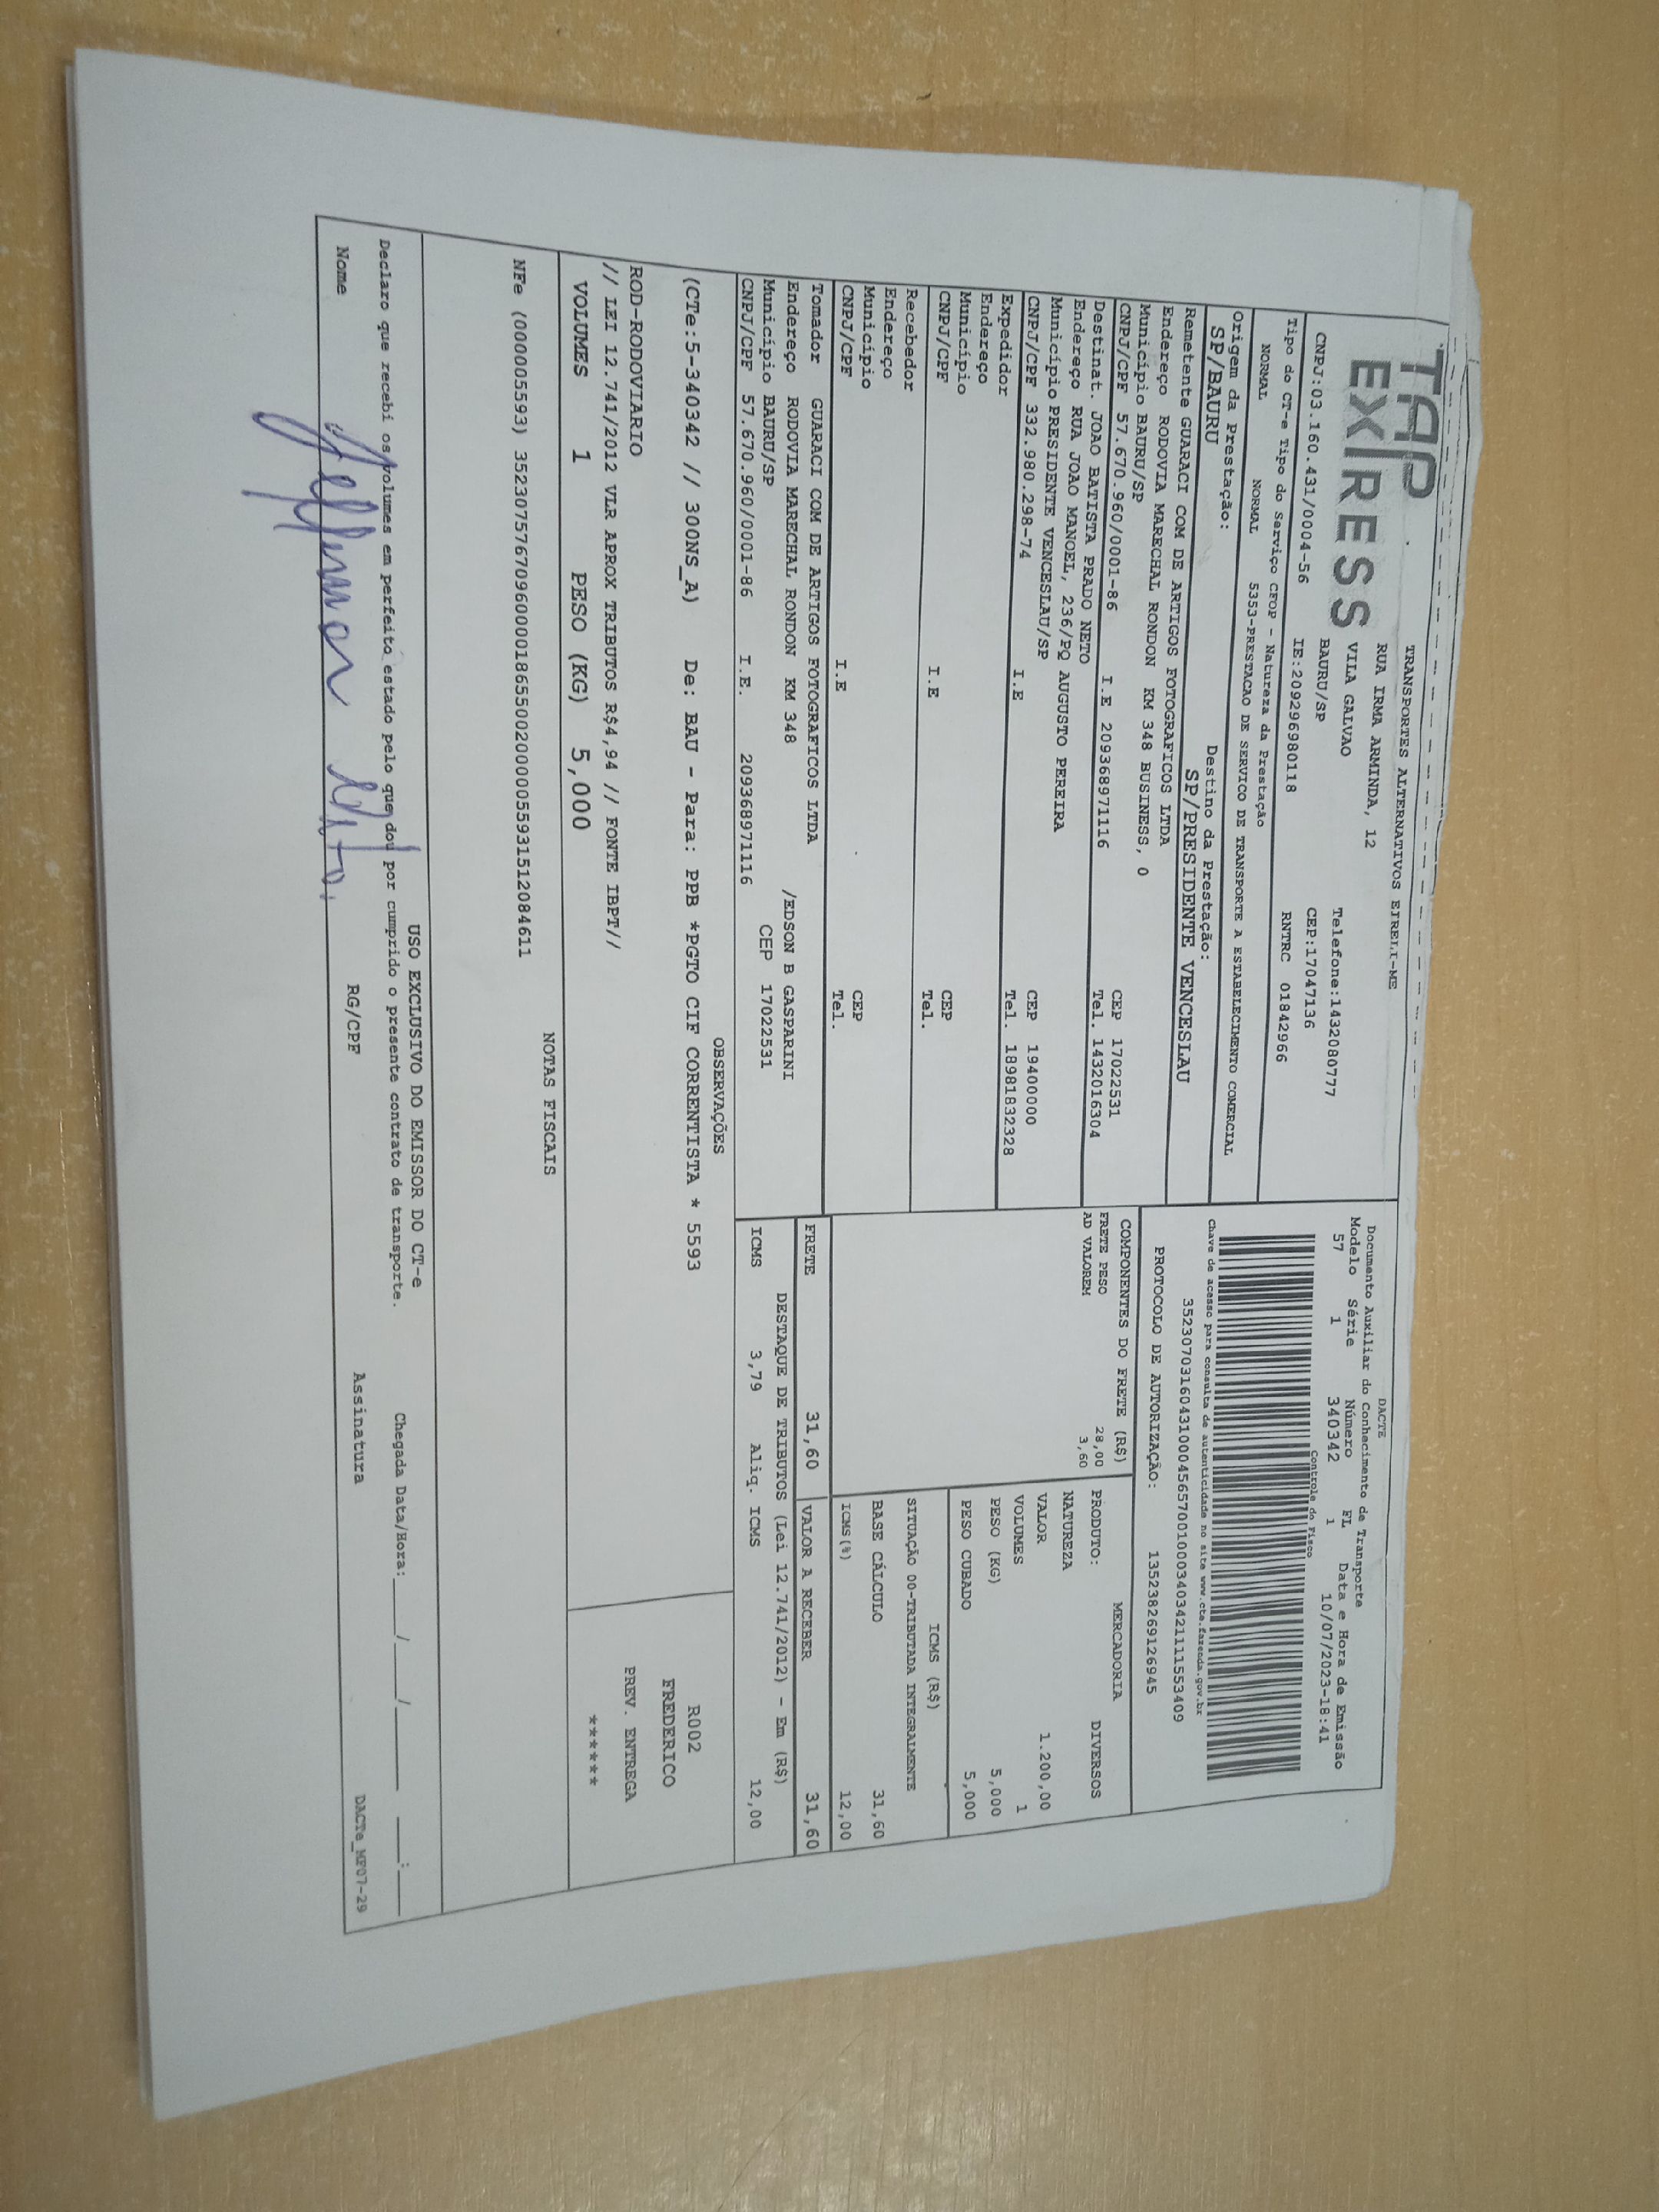 TAP
EXPRESS
TRANSPORTES ALTERNATIVOS EIRELI-ME
RUA IRMA ARMINDA, 12
VILA GALVAO Telefone:1432080777
BAURU/SP CEP:17047136
CNPJ:03.160.431/0004-56 IE:209296980118 RNTRC 01842966
Tipo do CT-e Tipo do Serviço CFOP - Natureza da Prestação
NORMAL NORMAL 5353-PRESTACAO DE SERVICO DE TRANSPORTE A ESTABELECIMENTO COMERCIAL
Origem da Prestação: Destino da Prestação:
SP/BAURU SP/PRESIDENTE VENCESLAU
DACTE
Documento Auxiliar do Conhecimento de Transporte
Modelo Série Número FL Data e Hora de Emissão
57 1 340342 1 10/07/2023-18:41
Controle do Fisco
Chave de acesso para consulta de autenticidade no site www.cte.fazenda.gov.br
35230703160431000456570010003403421111553409
PROTOCOLO DE AUTORIZAÇÃO: 135238269126945
Remetente GUARACI COM DE ARTIGOS FOTOGRAFICOS LTDA
Endereço RODOVIA MARECHAL RONDON KM 348 BUSINESS, 0
Município BAURU/SP CEP 17022531
CNPJ/CPF 57.670.960/0001-86 I.E 209368971116 Tel. 1432016304
Destinat. JOAO BATISTA PRADO NETO
Endereço RUA JOAO MANOEL, 236/PQ AUGUSTO PEREIRA
Município PRESIDENTE VENCESLAU/SP CEP 19400000
CNPJ/CPF 332.980.298-74 I.E Tel. 18981832328
Expedidor
Endereço
Município CEP
CNPJ/CPF I.E Tel.
Recebedor
Endereço
Município CEP
CNPJ/CPF I.E Tel.
Tomador GUARACI COM DE ARTIGOS FOTOGRAFICOS LTDA
Endereço RODOVIA MARECHAL RONDON KM 348 /EDSON B GASPARINI
Município BAURU/SP CEP 17022531
CNPJ/CPF 57.670.960/0001-86 I.E. 209368971116
COMPONENTES DO FRETE (R$)
FRETE PESO 28,00
AD VALOREM 3,60
MERCADORIA
PRODUTO: DIVERSOS
NATUREZA
VALOR 1.200,00
VOLUMES 1
PESO (KG) 5,000
PESO CUBADO 5,000
ICMS (R$)
SITUAÇÃO 00-TRIBUTADA INTEGRALMENTE
BASE CÁLCULO 31,60
ICMS(%) 12,00
FRETE 31,60 VALOR A RECEBER 31,60
DESTAQUE DE TRIBUTOS (Lei 12.741/2012) - Em (R$)
ICMS 3,79 Aliq. ICMS 12,00
OBSERVAÇÕES
(CTe:5-340342 // 300NS_A) De: BAU - Para: PPB *PGTO CIF CORRENTISTA * 5593
ROD-RODOVIARIO
// LEI 12.741/2012 VLR APROX TRIBUTOS R$4,94 // FONTE IBPT//
R002
FREDERICO
PREV. ENTREGA
******
VOLUMES 1 PESO (KG) 5,000
NOTAS FISCAIS
NFe (000005593) 35230757670960000186550020000055931512084611
USO EXCLUSIVO DO EMISSOR DO CT-e
Declaro que recebi os volumes em perfeito estado pelo que dou por cumprido o presente contrato de transporte. Chegada Data/Hora:____/____/______ ___:___
Nome RG/CPF Assinatura DACTe_MF07-29